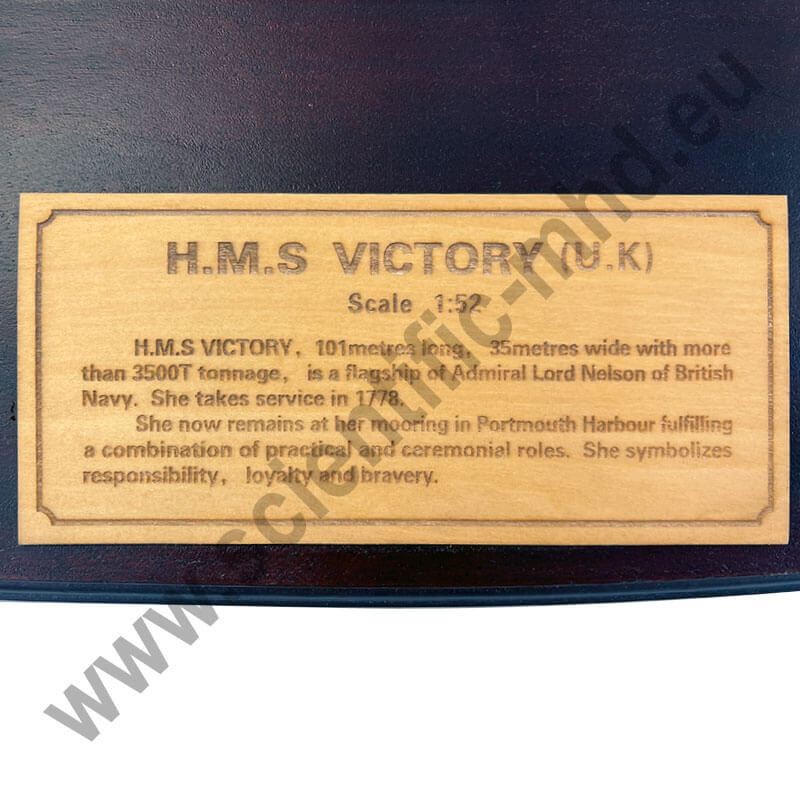 H.M.S VICTORY (U.K)
Scale 1:52
H.M.S VICTORY, 101metres long, 35metres wide with more
than 3500T tonnage, is a flagship of Admiral Lord Nelson of British
Navy. She takes service in 1778.
She now remains at her mooring in Portmouth Harbour fulfilling
a combination of practical and ceremonial roles. She symbolizes
responsibility, loyalty and bravery.
www.scientific-mhd.eu